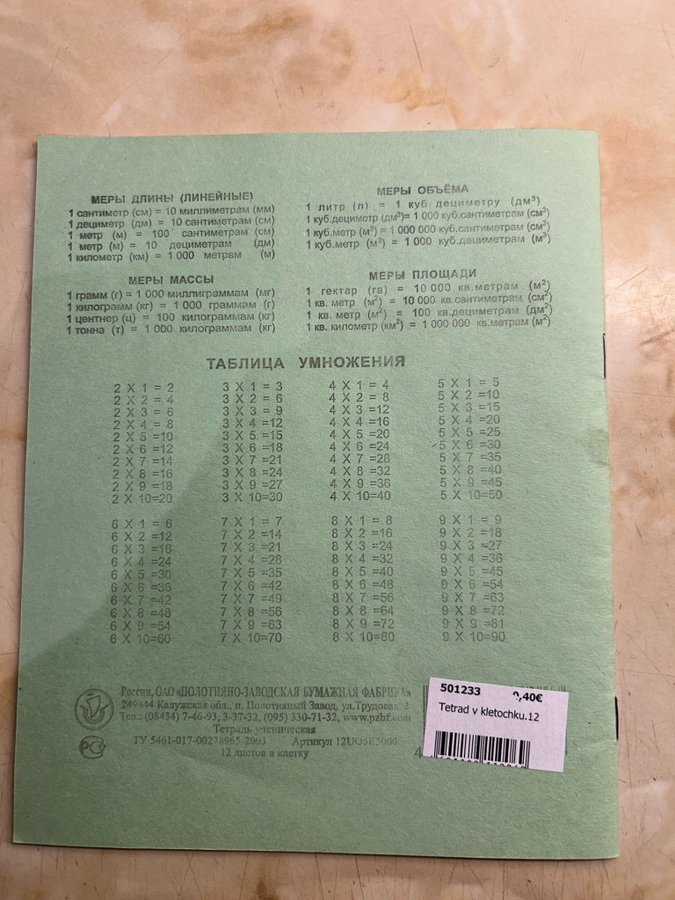 МЕРЫ ДЛИНЫ (ЛИНЕЙНЫЕ)
1 сантиметр (см) = 10 миллиметрам (мм)
1 дециметр (дм) = 10 сантиметрам (см)
1 метр (м) = 100 сантиметрам (см)
1 метр (м) = 10 дециметрам (дм)
1 километр (км) = 1 000 метрам (м)
МЕРЫ ОБЪЁМА
1 литр (л) = 1 куб. дециметру (дм³)
1 куб.дециметр (дм³)= 1 000 куб.сантиметрам (см³)
1 куб.метр (м³) = 1 000 000 куб.сантиметрам (см³)
1 куб.метр (м³) = 1 000 куб.дециметрам (дм³)
МЕРЫ МАССЫ
1 грамм (г) = 1 000 миллиграммам (мг)
1 килограмм (кг) = 1 000 граммам (г)
1 центнер (ц) = 100 килограммам (кг)
1 тонна (т) = 1 000 килограммам (кг)
МЕРЫ ПЛОЩАДИ
1 гектар (га) = 10 000 кв.метрам (м²)
1 кв. метр (м²) = 10 000 кв.сантиметрам (см²)
1 кв. метр (м²) = 100 кв.дециметрам (дм²)
1 кв. километр (км²) = 1 000 000 кв.метрам (м²)
ТАБЛИЦА УМНОЖЕНИЯ
2 X 1 = 2 3 X 1 = 3 4 X 1 = 4 5 X 1 = 5
2 X 2 = 4 3 X 2 = 6 4 X 2 = 8 5 X 2 =10
2 X 3 = 6 3 X 3 = 9 4 X 3 =12 5 X 3 =15
2 X 4 = 8 3 X 4 =12 4 X 4 =16 5 X 4 =20
2 X 5 =10 3 X 5 =15 4 X 5 =20 5 X 5 =25
2 X 6 =12 3 X 6 =18 4 X 6 =24 5 X 6 =30
2 X 7 =14 3 X 7 =21 4 X 7 =28 5 X 7 =35
2 X 8 =16 3 X 8 =24 4 X 8 =32 5 X 8 =40
2 X 9 =18 3 X 9 =27 4 X 9 =36 5 X 9 =45
2 X 10=20 3 X 10=30 4 X 10=40 5 X 10=50
6 X 1 = 6 7 X 1 = 7 8 X 1 = 8 9 X 1 = 9
6 X 2 =12 7 X 2 =14 8 X 2 =16 9 X 2 =18
6 X 3 =18 7 X 3 =21 8 X 3 =24 9 X 3 =27
6 X 4 =24 7 X 4 =28 8 X 4 =32 9 X 4 =36
6 X 5 =30 7 X 5 =35 8 X 5 =40 9 X 5 =45
6 X 6 =36 7 X 6 =42 8 X 6 =48 9 X 6 =54
6 X 7 =42 7 X 7 =49 8 X 7 =56 9 X 7 =63
6 X 8 =48 7 X 8 =56 8 X 8 =64 9 X 8 =72
6 X 9 =54 7 X 9 =63 8 X 9 =72 9 X 9 =81
6 X 10=60 7 X 10=70 8 X 10=80 9 X 10=90
Россия, ОАО «ПОЛОТНЯНО-ЗАВОДСКАЯ БУМАЖНАЯ ФАБРИКА»
249844 Калужская обл., п. Полотняный Завод, ул.Трудовая, 2
Тел.: (08434) 7-46-93, 3-37-32, (095) 330-71-32, www.pzbf.com
Тетрадь ученическая
ТУ 5461-017-00278965-2003 Артикул 12UO5E5000
12 листов в клетку
501233 0,40€
Tetrad v kletochku.12